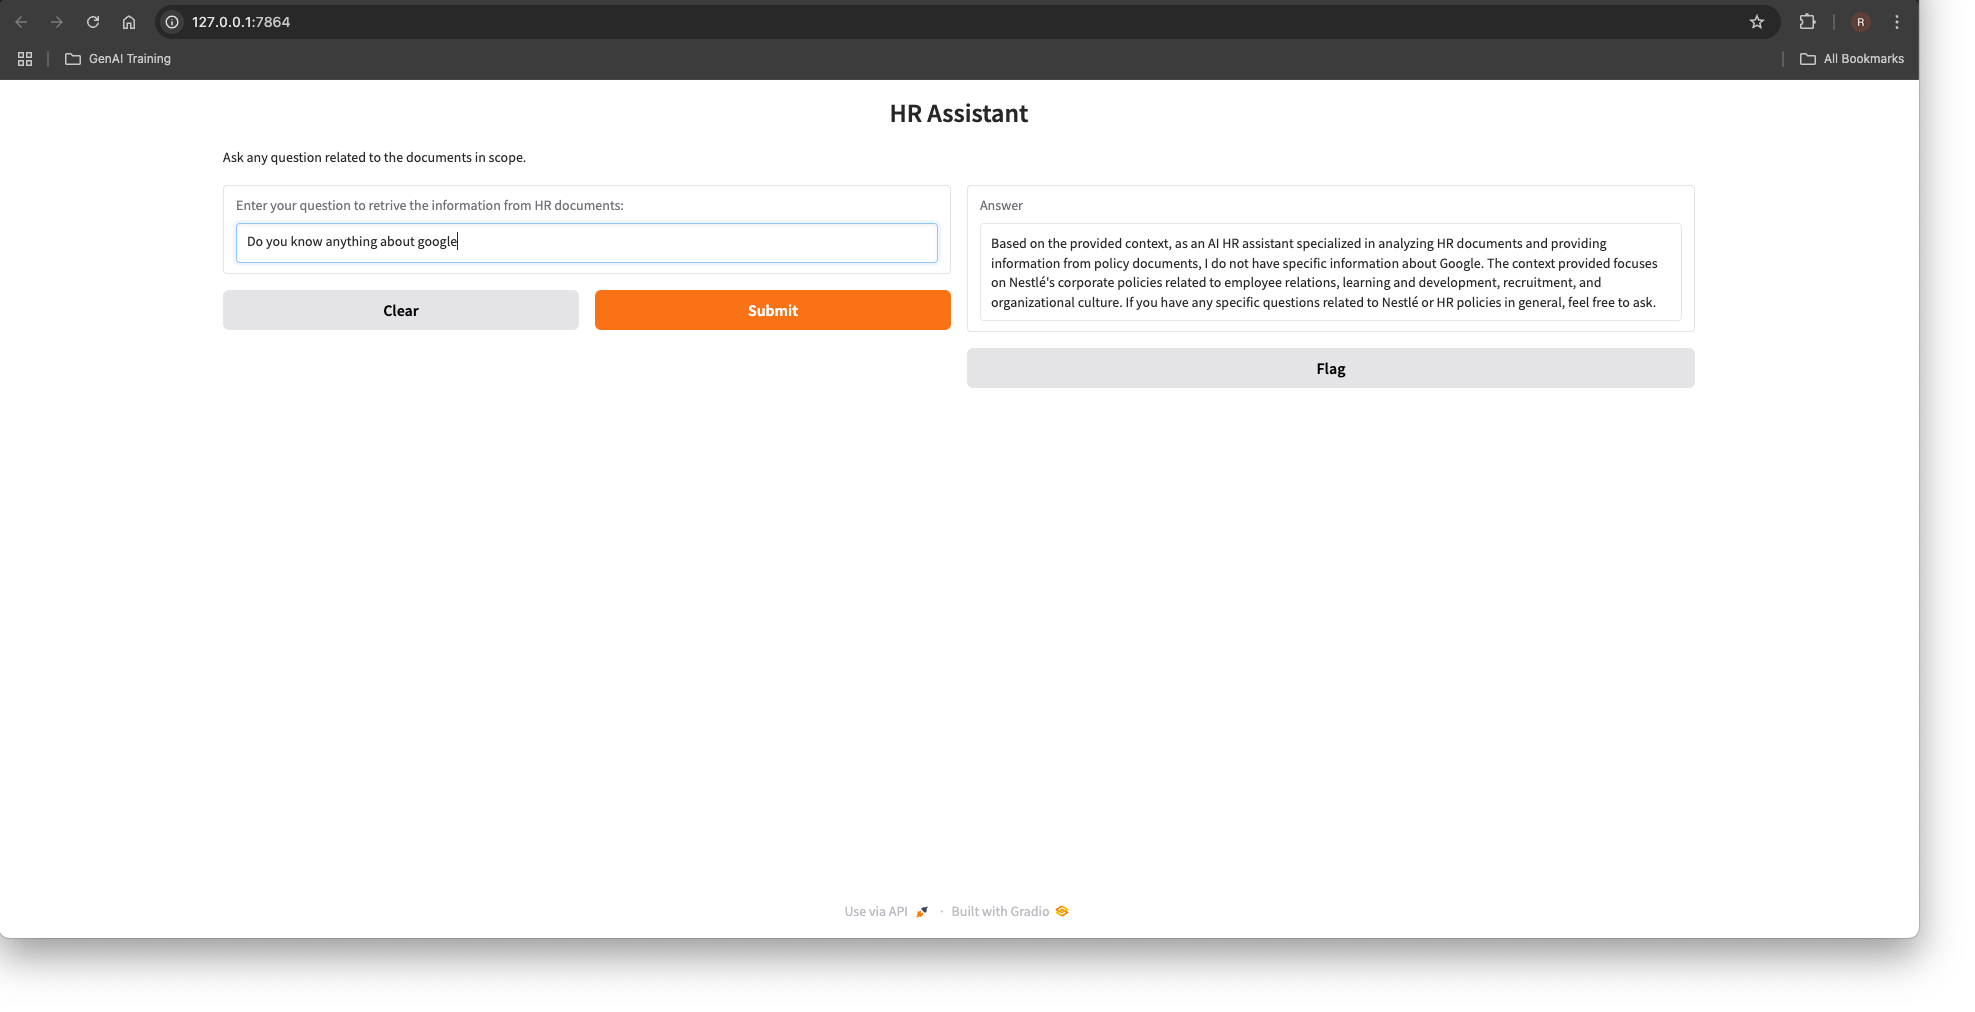 127.0.0.1:7864
R
GenAI Training
All Bookmarks
HR Assistant
Ask any question related to the documents in scope.
Enter your question to retrive the information from HR documents:
Do you know anything about google
Clear
Submit
Answer
Based on the provided context, as an AI HR assistant specialized in analyzing HR documents and providing
information from policy documents, I do not have specific information about Google. The context provided focuses
on Nestlé's corporate policies related to employee relations, learning and development, recruitment, and
organizational culture. If you have any specific questions related to Nestlé or HR policies in general, feel free to ask.
Flag
Use via API · Built with Gradio